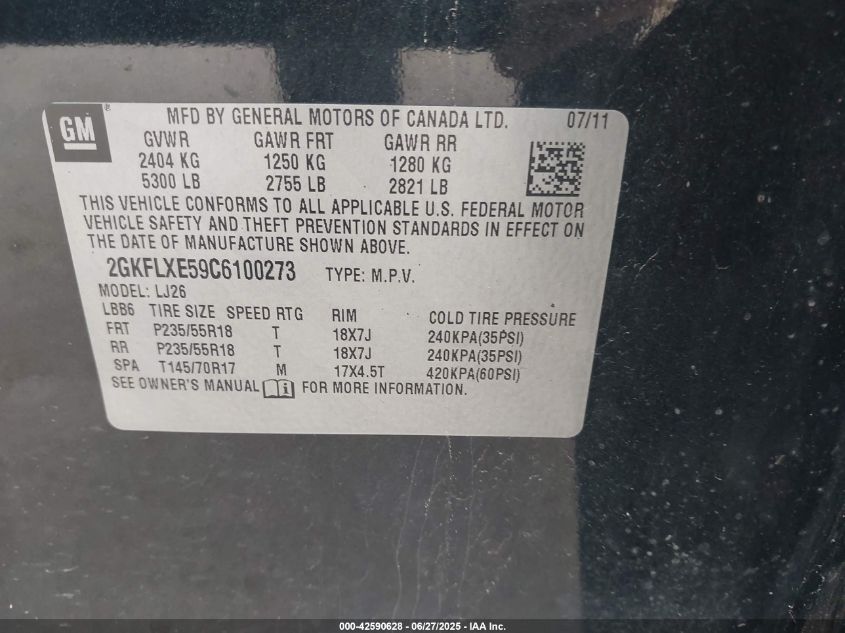 GM ® MFD BY GENERAL MOTORS OF CANADA LTD. 07/11
GVWR GAWR FRT GAWR RR
2404 KG 1250 KG 1280 KG
5300 LB 2755 LB 2821 LB
THIS VEHICLE CONFORMS TO ALL APPLICABLE U.S. FEDERAL MOTOR
VEHICLE SAFETY AND THEFT PREVENTION STANDARDS IN EFFECT ON
THE DATE OF MANUFACTURE SHOWN ABOVE.
2GKFLXE59C6100273 TYPE: M.P.V.
MODEL: LJ26
LBB6 TIRE SIZE SPEED RTG RIM COLD TIRE PRESSURE
FRT P235/55R18 T 18X7J 240KPA(35PSI)
RR P235/55R18 T 18X7J 240KPA(35PSI)
SPA T145/70R17 M 17X4.5T 420KPA(60PSI)
SEE OWNER'S MANUAL i FOR MORE INFORMATION.
000-42590628 - 06/27/2025 - IAA Inc.